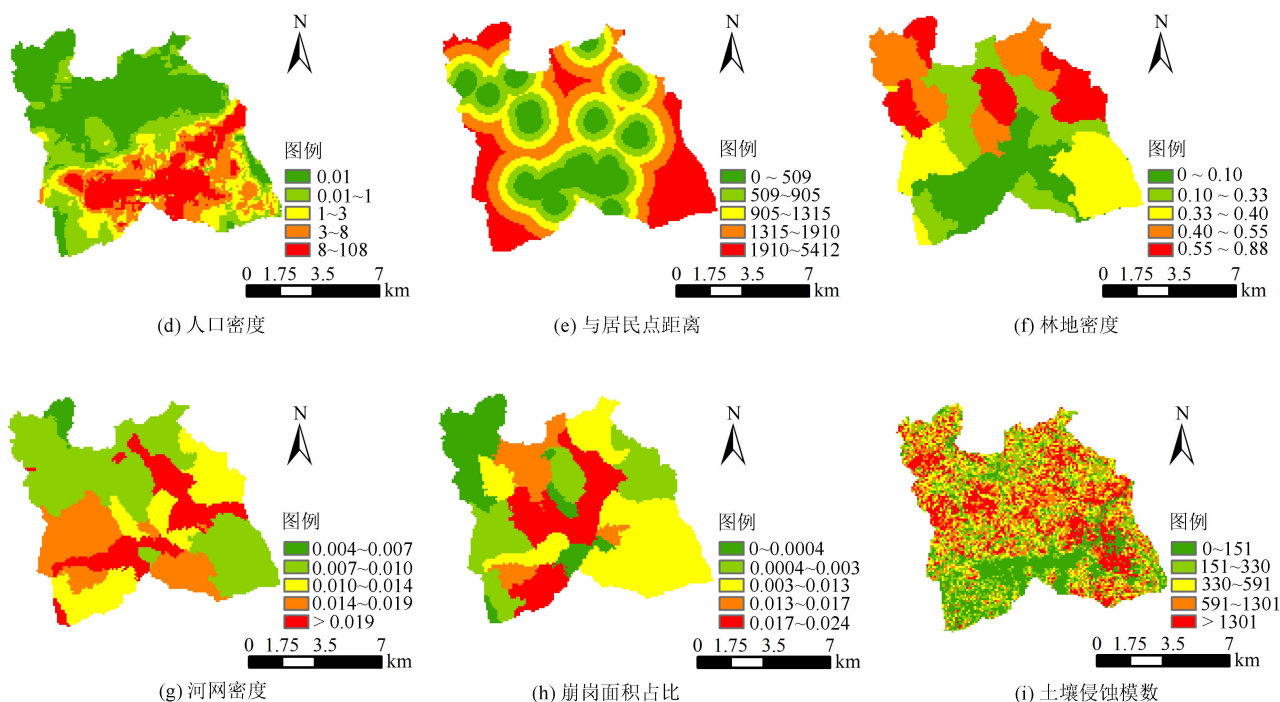 N
图例
0.01
0.01~1
1~3
3~8
8~108
0 1.75 3.5 7
km
(d) 人口密度
N
图例
0 ~ 509
509~905
905~1315
1315~1910
1910~5412
0 1.75 3.5 7
km
(e) 与居民点距离
N
图例
0 ~ 0.10
0.10 ~ 0.33
0.33 ~ 0.40
0.40 ~ 0.55
0.55 ~ 0.88
0 1.75 3.5 7
km
(f) 林地密度
N
图例
0.004~0.007
0.007~0.010
0.010~0.014
0.014~0.019
> 0.019
0 1.75 3.5 7
km
(g) 河网密度
N
图例
0~0.0004
0.0004~0.003
0.003~0.013
0.013~0.017
0.017~0.024
0 1.75 3.5 7
km
(h) 崩岗面积占比
N
图例
0~151
151~330
330~591
591~1301
> 1301
0 1.75 3.5 7
km
(i) 土壤侵蚀模数